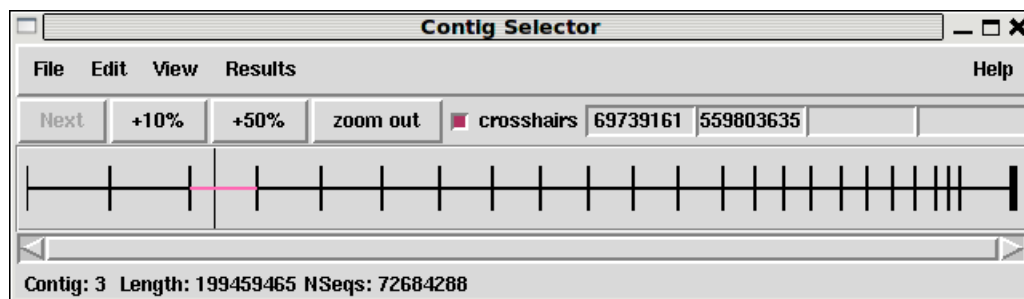 Contig Selector
File Edit View Results Help
Next +10% +50% zoom out crosshairs 69739161 559803635
Contig: 3 Length: 199459465 NSeqs: 72684288